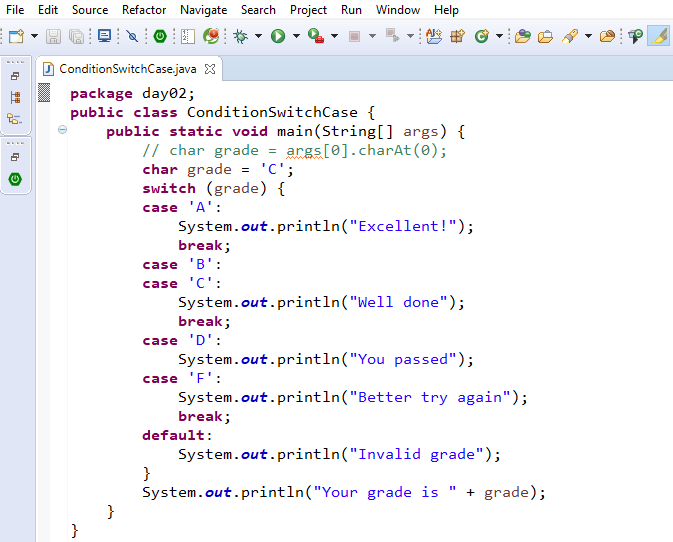 File Edit Source Refactor Navigate Search Project Run Window Help
ConditionSwitchCase.java
package day02;
public class ConditionSwitchCase {
public static void main(String[] args) {
// char grade = args[0].charAt(0);
char grade = 'C';
switch (grade) {
case 'A':
System.out.println("Excellent!");
break;
case 'B':
case 'C':
System.out.println("Well done");
break;
case 'D':
System.out.println("You passed");
case 'F':
System.out.println("Better try again");
break;
default:
System.out.println("Invalid grade");
}
System.out.println("Your grade is " + grade);
}
}